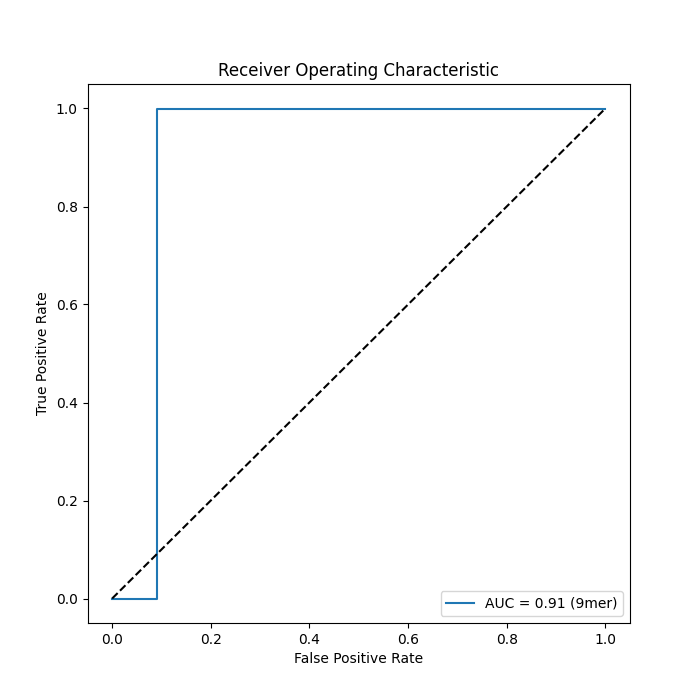 Receiver Operating Characteristic
1.0
0.8
0.6
0.4
0.2
0.0
True Positive Rate
AUC = 0.91 (9mer)
0.0 0.2 0.4 0.6 0.8 1.0
False Positive Rate